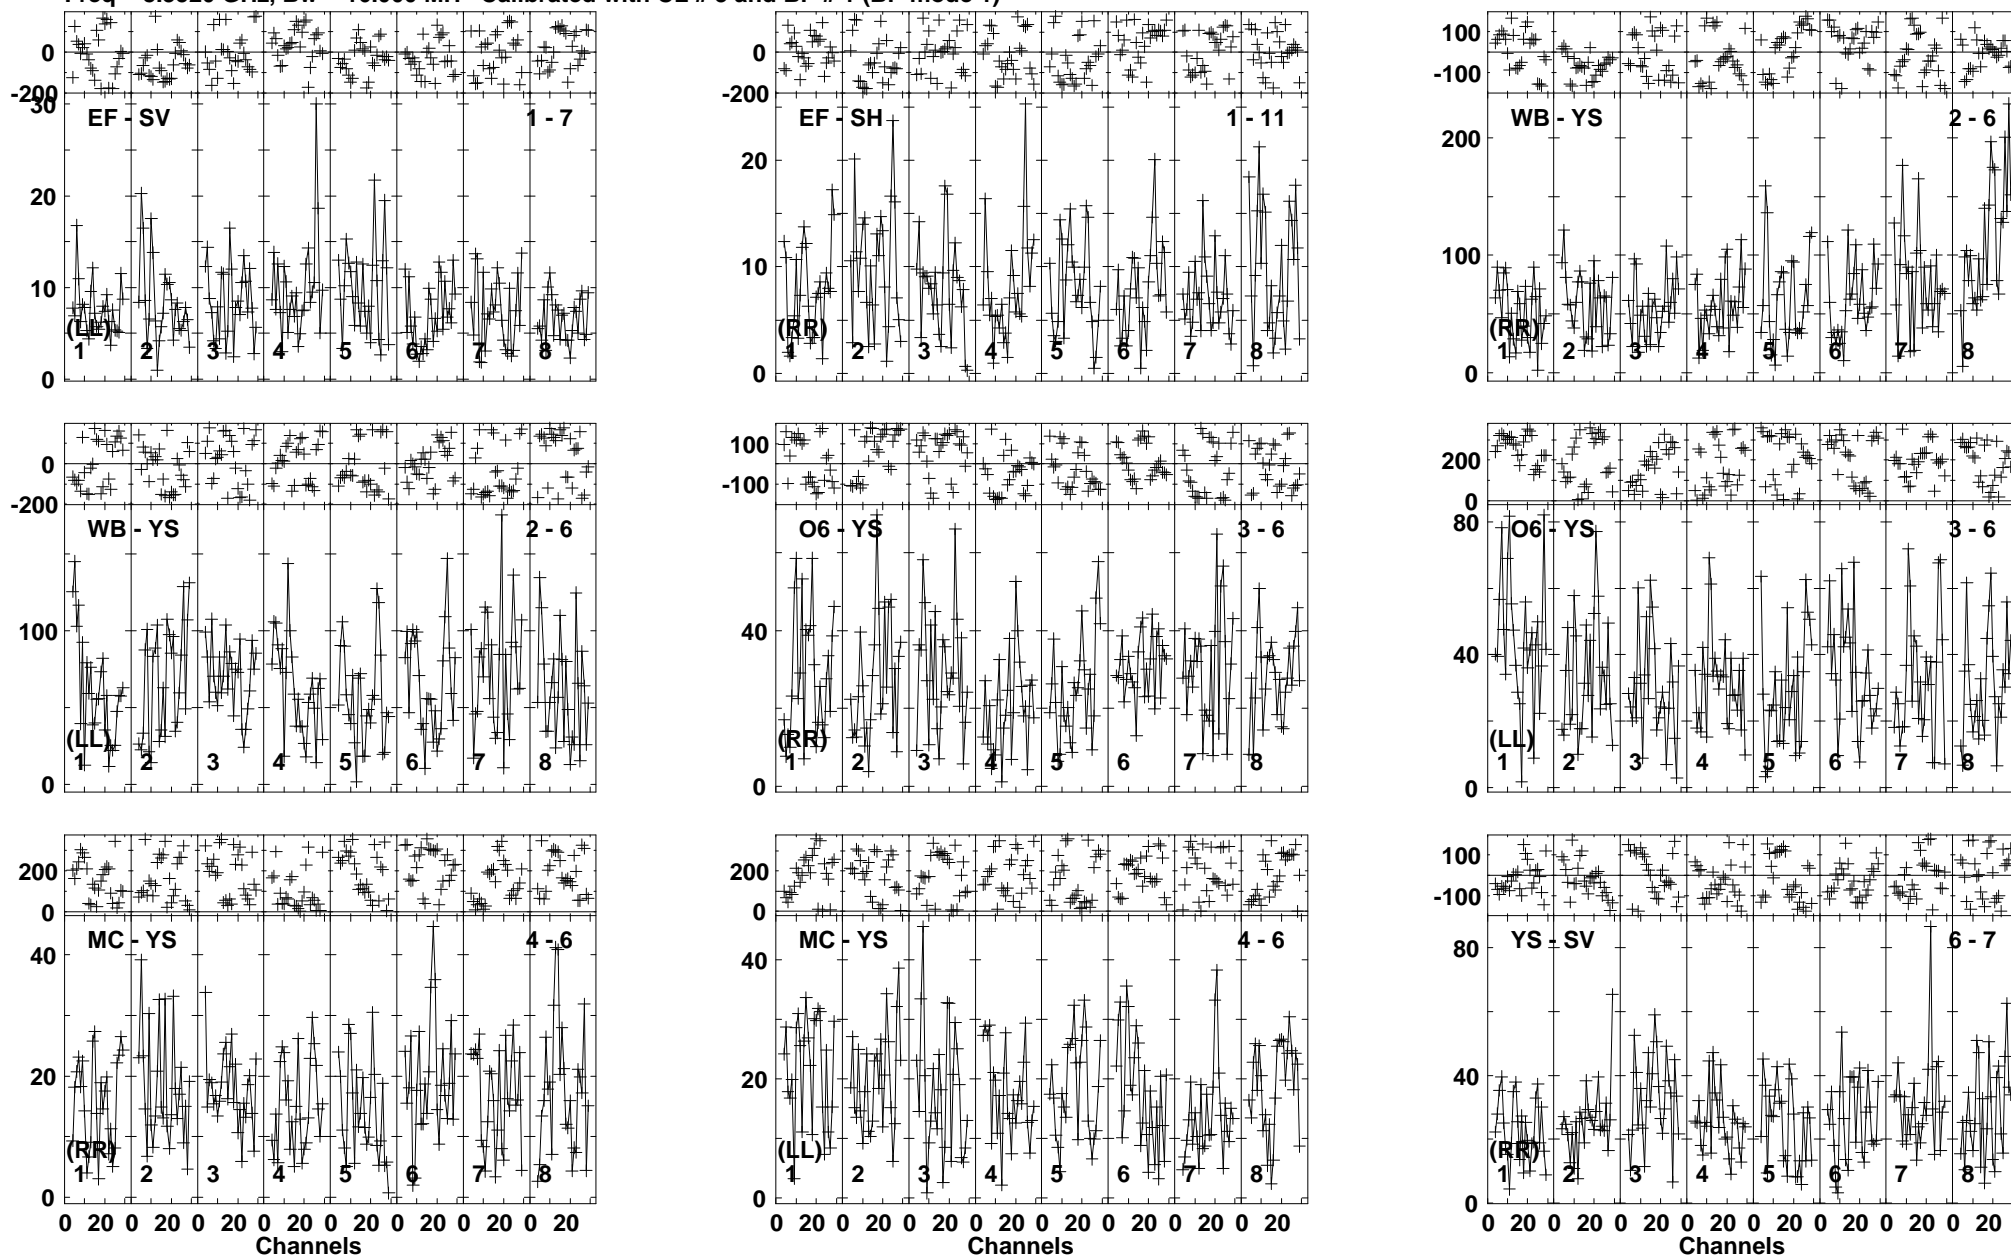 200 0 -200 30 20 10 0 EF - SV 1 - 7 (LL) 1 2 3 4 5 6 7 8
0 -200 20 10 0 EF - SH 1 - 11 (RR) 1 2 3 4 5 6 7 8
100 -100 200 100 0 WB - YS 2 - 6 (RR) 1 2 3 4 5 6 7 8
0 -200 100 0 WB - YS 2 - 6 (LL) 1 2 3 4 5 6 7 8
100 -100 40 0 O6 - YS 3 - 6 (RR) 1 2 3 4 5 6 7 8
200 0 80 40 0 O6 - YS 3 - 6 (LL) 1 2 3 4 5 6 7 8
200 0 40 20 0 MC - YS 4 - 6 (RR) 1 2 3 4 5 6 7 8
200 0 40 20 0 MC - YS 4 - 6 (LL) 1 2 3 4 5 6 7 8
100 -100 80 40 0 YS - SV 6 - 7 (RR) 1 2 3 4 5 6 7 8
0 20 0 20 0 20 0 20 0 20 0 20 0 20 0 20
Channels
0 20 0 20 0 20 0 20 0 20 0 20 0 20 0 20
Channels
0 20 0 20 0 20 0 20 0 20 0 20 0 20 0 20
Channels